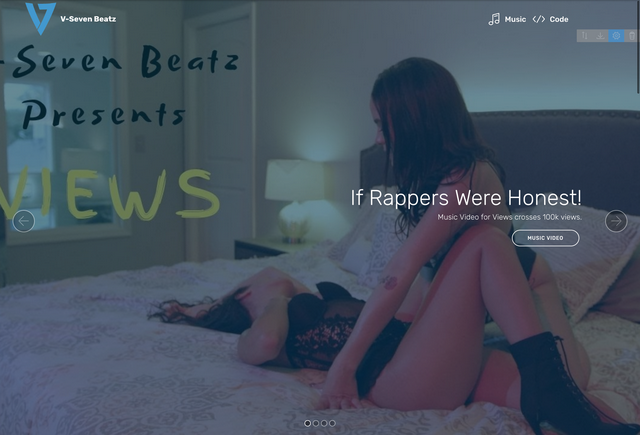 V-Seven Beatz
Music
Code
-Seven Beatz
Presents
VIEWS
If Rappers Were Honest!
Music Video for Views crosses 100k views.
MUSIC VIDEO